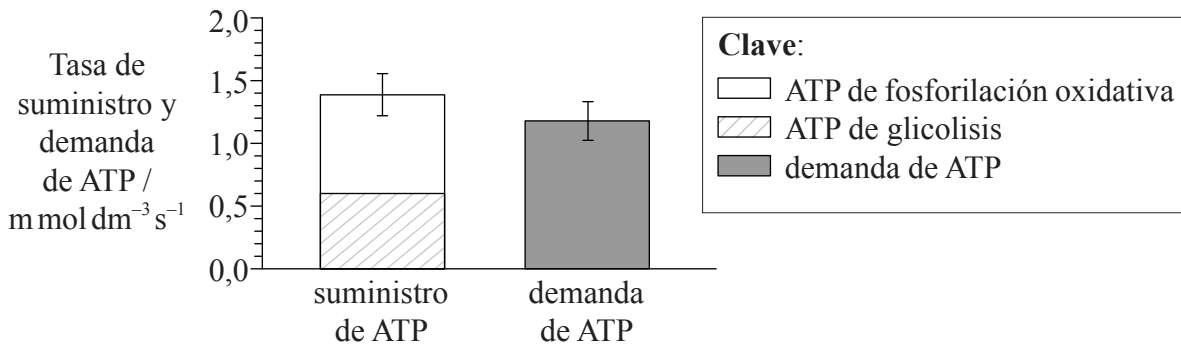 Tasa de
suministro y
demanda
de ATP /
m mol dm⁻³ s⁻¹
2,0
1,5
1,0
0,5
0,0
suministro
de ATP
demanda
de ATP
Clave:
ATP de fosforilación oxidativa
ATP de glicolisis
demanda de ATP